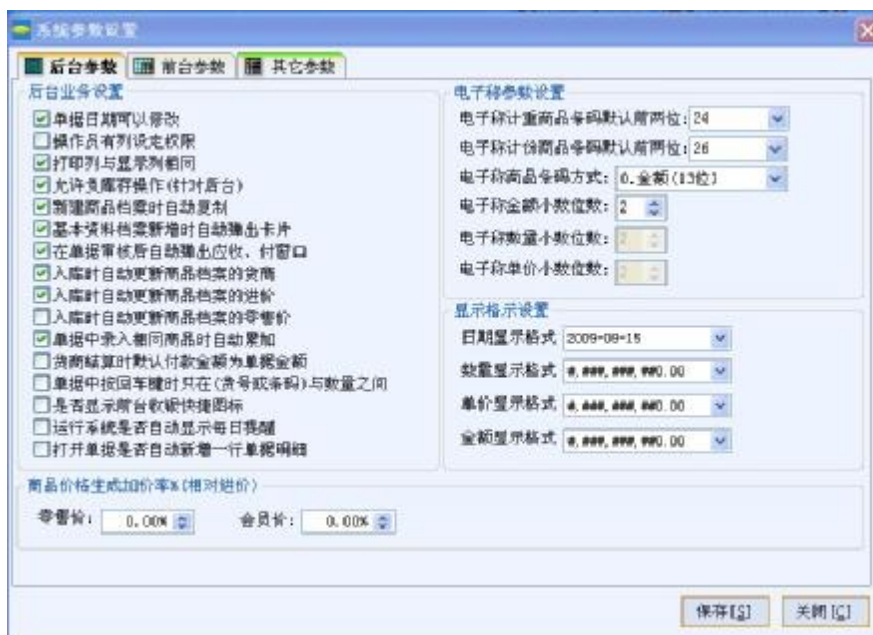 系统参数设置
后台参数 前台参数 其它参数
后台业务设置
单据日期可以修改
操作员有列设定权限
打印列与显示列相同
允许负库存操作(针对后台)
新建商品档案时自动复制
基本资料档案新增时自动弹出卡片
在单据审核后自动弹出应收、付窗口
入库时自动更新商品档案的货商
入库时自动更新商品档案的进价
入库时自动更新商品档案的零售价
单据中录入相同商品时自动累加
货商结算时默认付款金额为单据金额
单据中按回车键时只在(货号或条码)与数量之间
是否显示前台收银快捷图标
运行系统是否自动显示每日提醒
打开单据是否自动新增一行单据明细
电子称参数设置
电子称计重商品条码默认前两位: 24
电子称计份商品条码默认前两位: 26
电子称商品条码方式: 0.金额(13位)
电子称金额小数位数: 2
电子称数量小数位数: 2
电子称单价小数位数: 2
显示格示设置
日期显示格式 2009-09-15
数量显示格式 #,###,###,##0.00
单价显示格式 #,###,###,##0.00
金额显示格式 #,###,###,##0.00
商品价格生成加价率%(相对进价)
零售价: 0.00% 会员价: 0.00%
保存[S] 关闭[C]